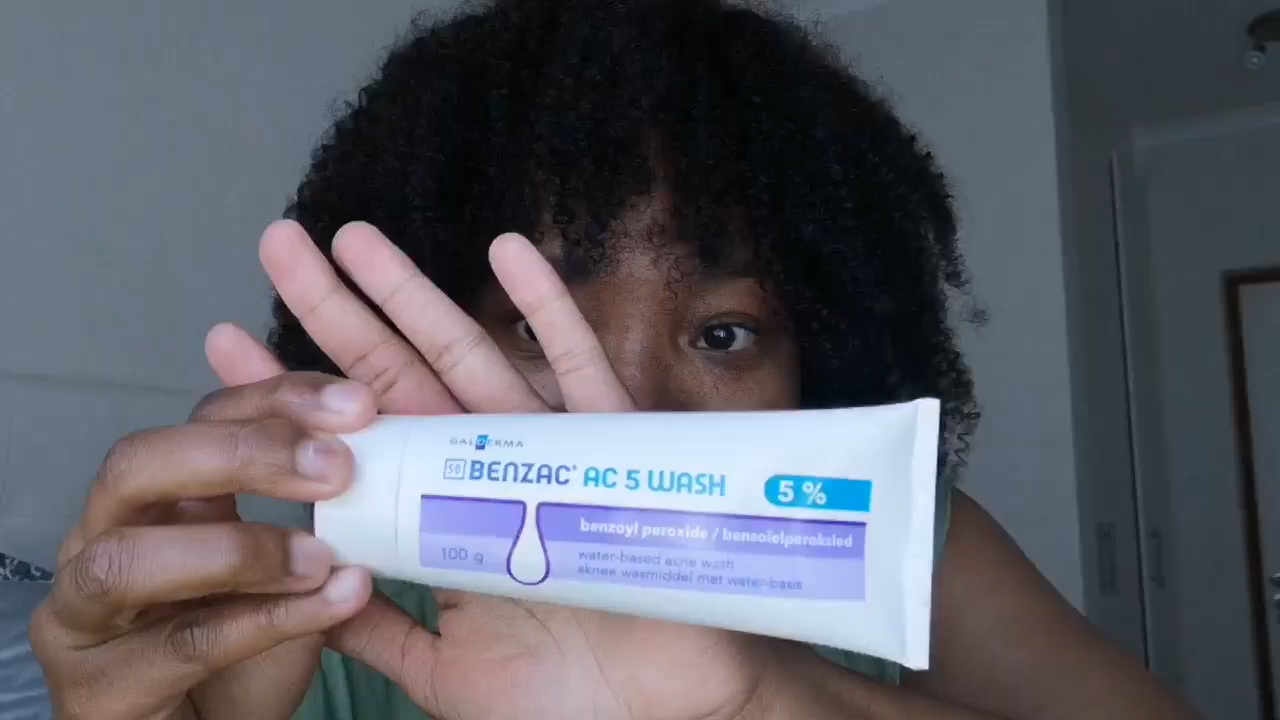 GALDERMA
S0 BENZAC® AC 5 WASH
5 %
benzoyl peroxide / bensoïelperoksied
100 g
water-based acne wash
aknee wasmiddel met water-basis